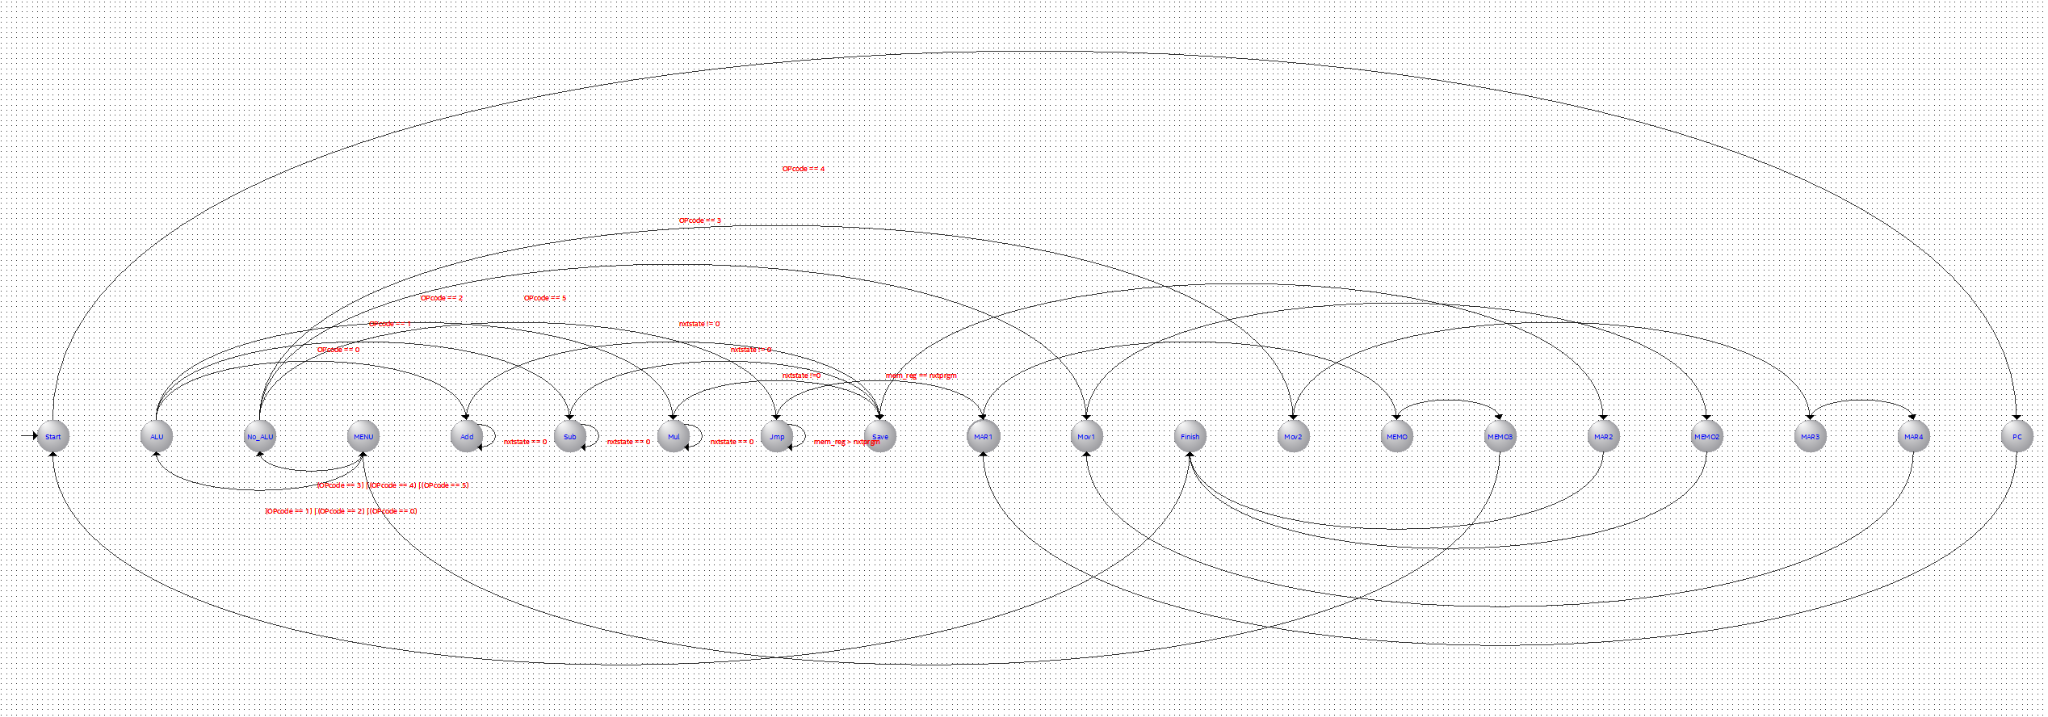 OPcode == 4
OPcode == 3
OPcode == 2
OPcode == 5
OPcode == 1
nxtstate != 0
OPcode == 0
nxtstate != 0
nxtstate !=0
mem_reg == nxtprgm
Start
ALU
No_ALU
MENU
Add
nxtstate == 0
Sub
nxtstate == 0
Mul
nxtstate == 0
Jmp
mem_reg > nxtprgm
Save
MAR1
Mov1
Finish
Mov2
MEMO
MEMO3
MAR2
MEMO2
MAR3
MAR4
PC
(OPcode == 3) |(OPcode == 4) |(OPcode == 5)
(OPcode == 1) |(OPcode == 2) |(OPcode == 0)